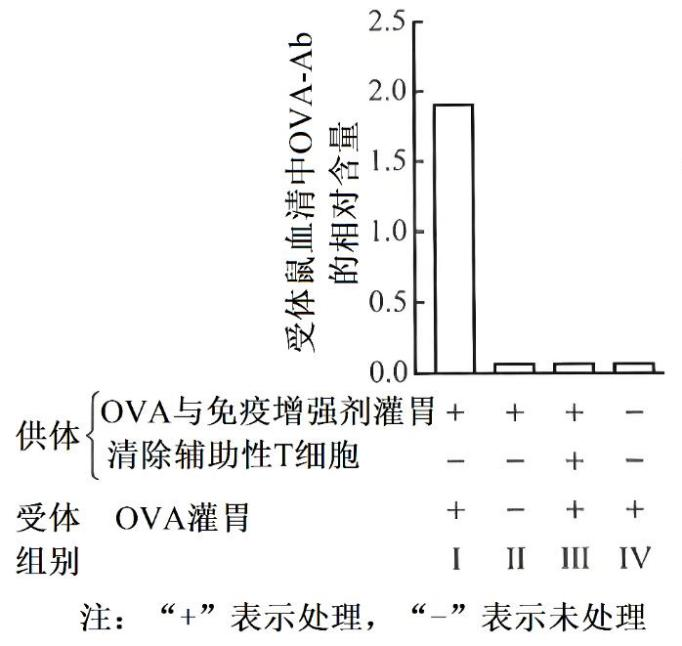 受体鼠血清中OVA-Ab
的相对含量
2.5
2.0
1.5
1.0
0.5
0.0
供体
OVA与免疫增强剂灌胃 + + + −
清除辅助性T细胞 − − + −
受体 OVA灌胃 + − + +
组别 I II III IV
注：“+”表示处理，“−”表示未处理